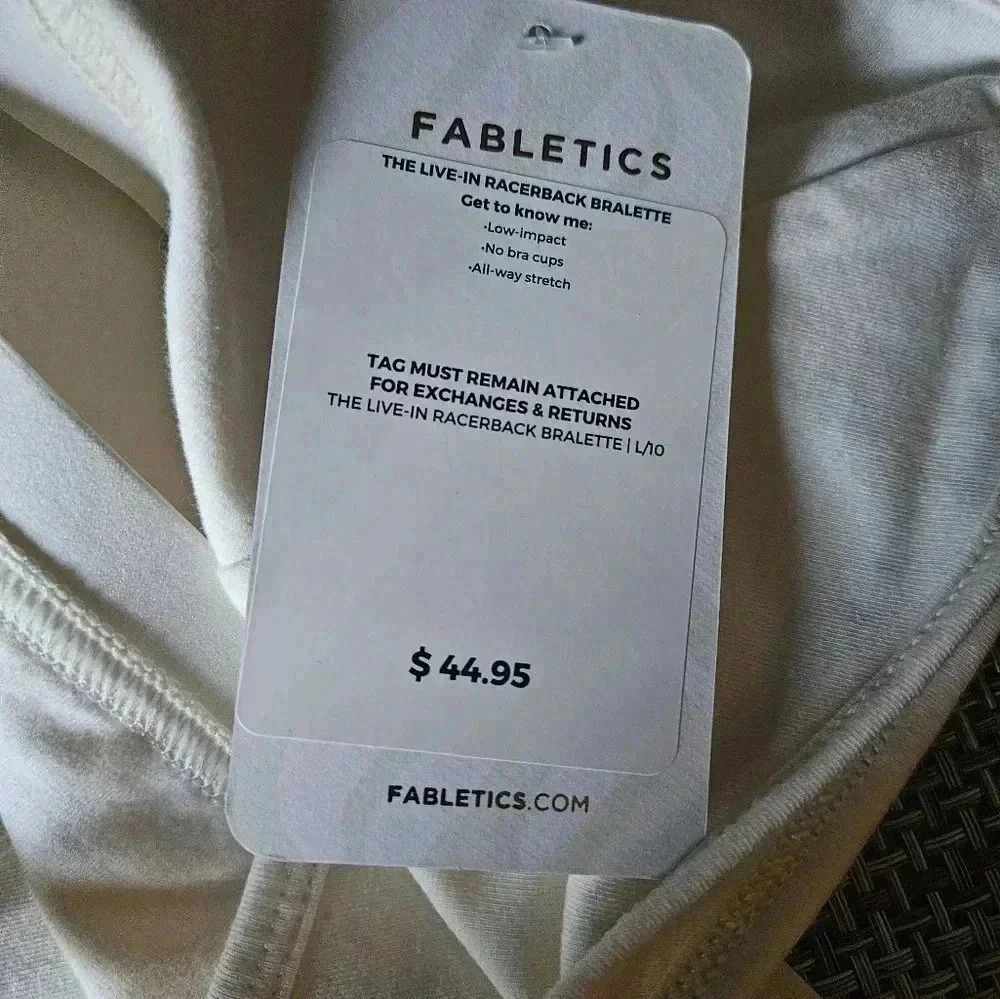 FABLETICS
THE LIVE-IN RACERBACK BRALETTE
Get to know me:
•Low-impact
•No bra cups
•All-way stretch
TAG MUST REMAIN ATTACHED
FOR EXCHANGES & RETURNS
THE LIVE-IN RACERBACK BRALETTE | L/10
$ 44.95
FABLETICS.COM